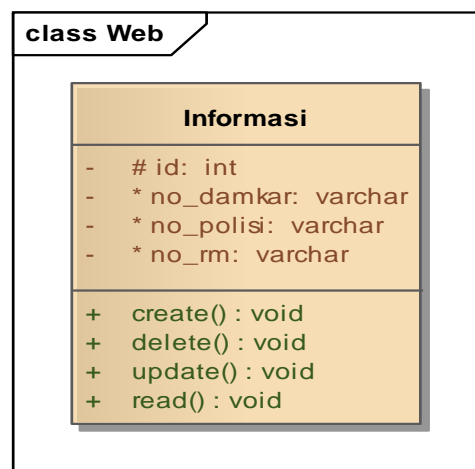 class Web
Informasi
- # id: int
- * no_damkar: varchar
- * no_polisi: varchar
- * no_rm: varchar
+ create() : void
+ delete() : void
+ update() : void
+ read() : void